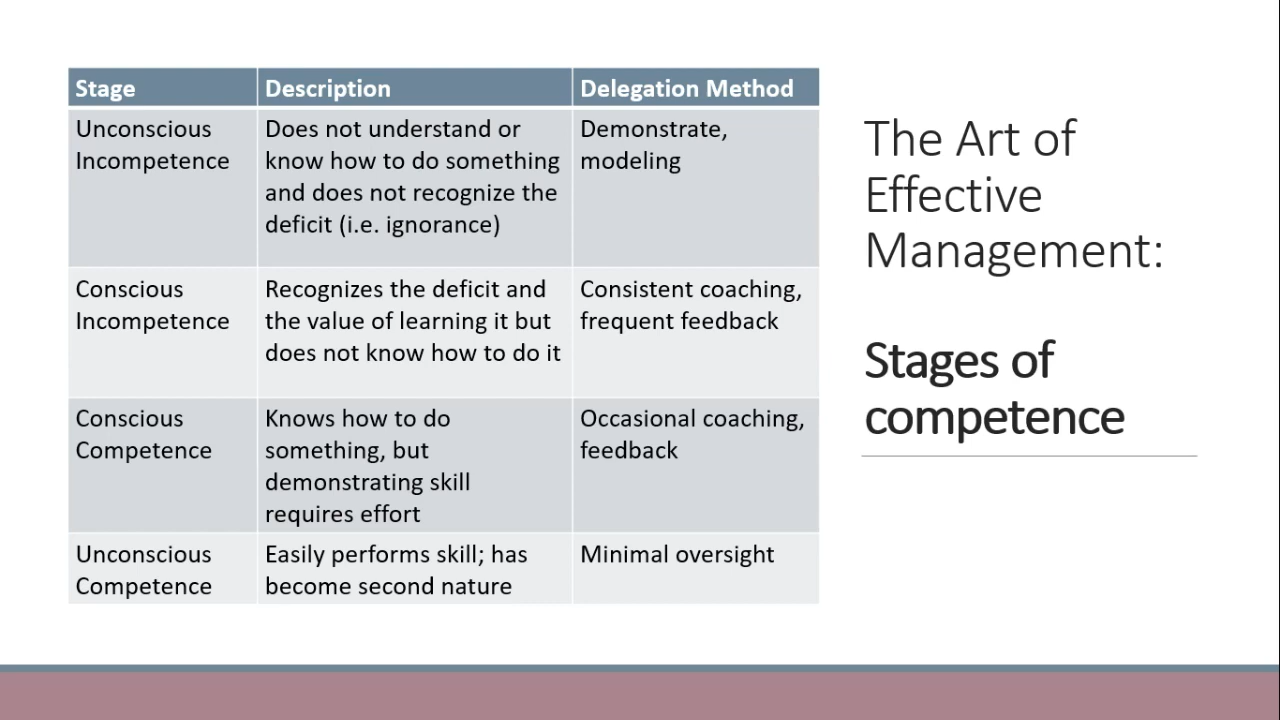 Stage
Description
Delegation Method
Unconscious
Incompetence
Does not understand or
know how to do something
and does not recognize the
deficit (i.e. ignorance)
Demonstrate,
modeling
Conscious
Incompetence
Recognizes the deficit and
the value of learning it but
does not know how to do it
Consistent coaching,
frequent feedback
Conscious
Competence
Knows how to do
something, but
demonstrating skill
requires effort
Occasional coaching,
feedback
Unconscious
Competence
Easily performs skill; has
become second nature
Minimal oversight
The Art of
Effective
Management:
Stages of
competence